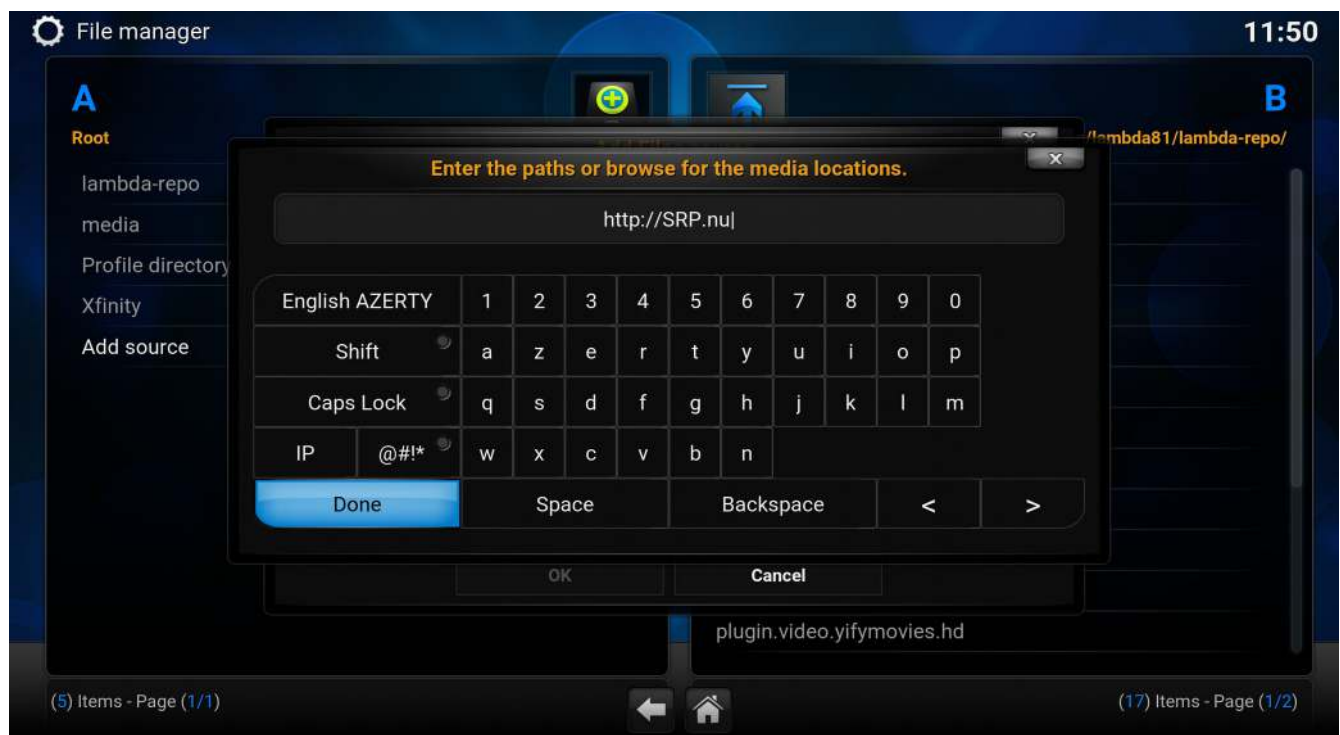 File manager
11:50
A
B
Root
/lambda81/lambda-repo/
Enter the paths or browse for the media locations.
lambda-repo
http://SRP.nu
media
Profile directory
English AZERTY 1 2 3 4 5 6 7 8 9 0
Xfinity
Shift a z e r t y u i o p
Add source
Caps Lock q s d f g h j k l m
IP @#!* w x c v b n
Done Space Backspace < >
OK Cancel
plugin.video.yifymovies.hd
(5) Items - Page (1/1)
(17) Items - Page (1/2)